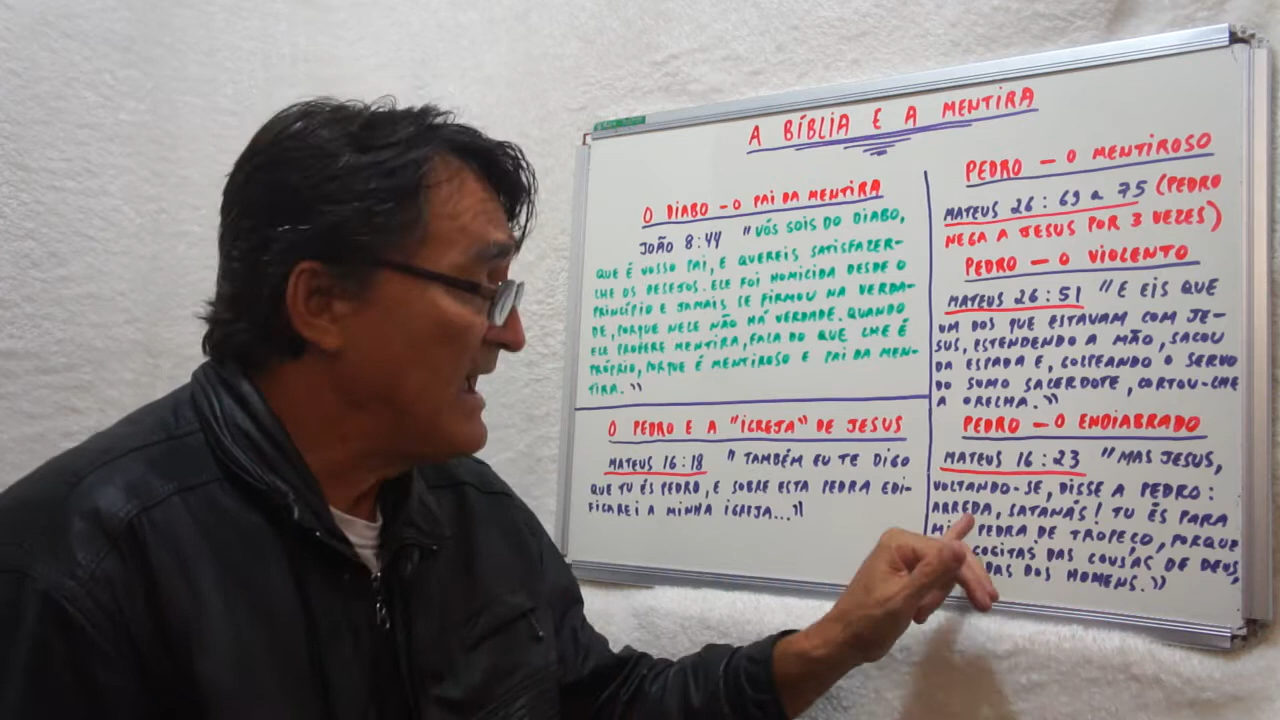 A BÍBLIA E A MENTIRA
O DIABO - O PAI DA MENTIRA
JOÃO 8:44 "VÓS SOIS DO DIABO,
QUE É VOSSO PAI, E QUEREIS SATISFAZER-
LHE OS DESEJOS. ELE FOI HOMICIDA DESDE O
PRINCÍPIO E JAMAIS SE FIRMOU NA VERDA-
DE, PORQUE NELE NÃO HÁ VERDADE. QUANDO
ELE PROFERE MENTIRA, FALA DO QUE LHE É
PRÓPRIO, PORQUE É MENTIROSO E PAI DA MEN-
TIRA."
O PEDRO E A "IGREJA" DE JESUS
MATEUS 16:18 "TAMBÉM EU TE DIGO
QUE TU ÉS PEDRO, E SOBRE ESTA PEDRA EDI-
FICAREI A MINHA IGREJA..."
PEDRO - O MENTIROSO
MATEUS 26:69 a 75 (PEDRO
NEGA A JESUS POR 3 VEZES)
PEDRO - O VIOLENTO
MATEUS 26:51 "E EIS QUE
UM DOS QUE ESTAVAM COM JE-
SUS, ESTENDENDO A MÃO, SACOU
DA ESPADA E, GOLPEANDO O SERVO
DO SUMO SACERDOTE, CORTOU-LHE
A ORELHA."
PEDRO - O ENDIABRADO
MATEUS 16:23 "MAS JESUS,
VOLTANDO-SE, DISSE A PEDRO:
ARREDA, SATANÁS! TU ÉS PARA
PEDRA DE TROPEÇO, PORQUE
COGITAS DAS COUSAS DE DEUS,
DAS DOS HOMENS."